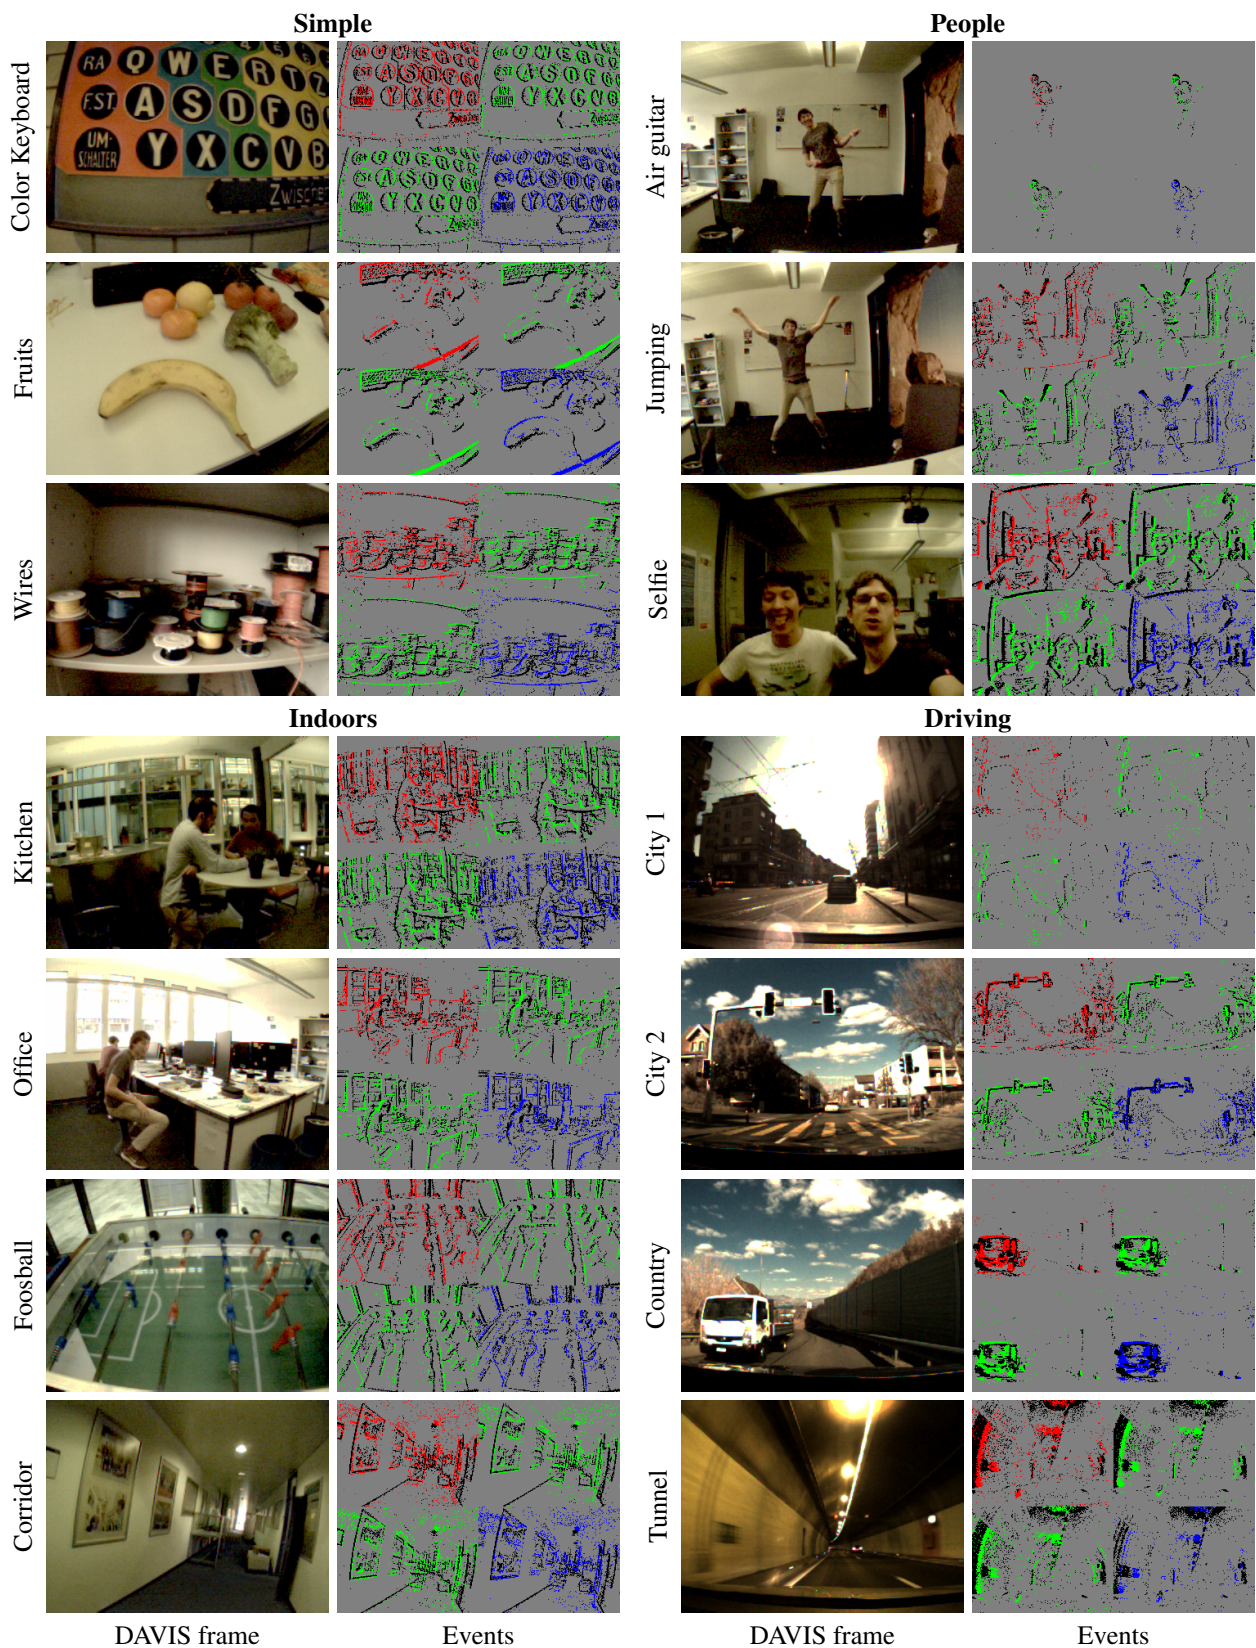 Simple
People
Color Keyboard
RA Q W E R T Z
FST. A S D F G
UM-
SCHALTER Y X C V B
Zwischen
Air guitar
Fruits
Jumping
Wires
Selfie
Indoors
Driving
Kitchen
City 1
Office
City 2
Foosball
Country
Corridor
Tunnel
DAVIS frame
Events
DAVIS frame
Events